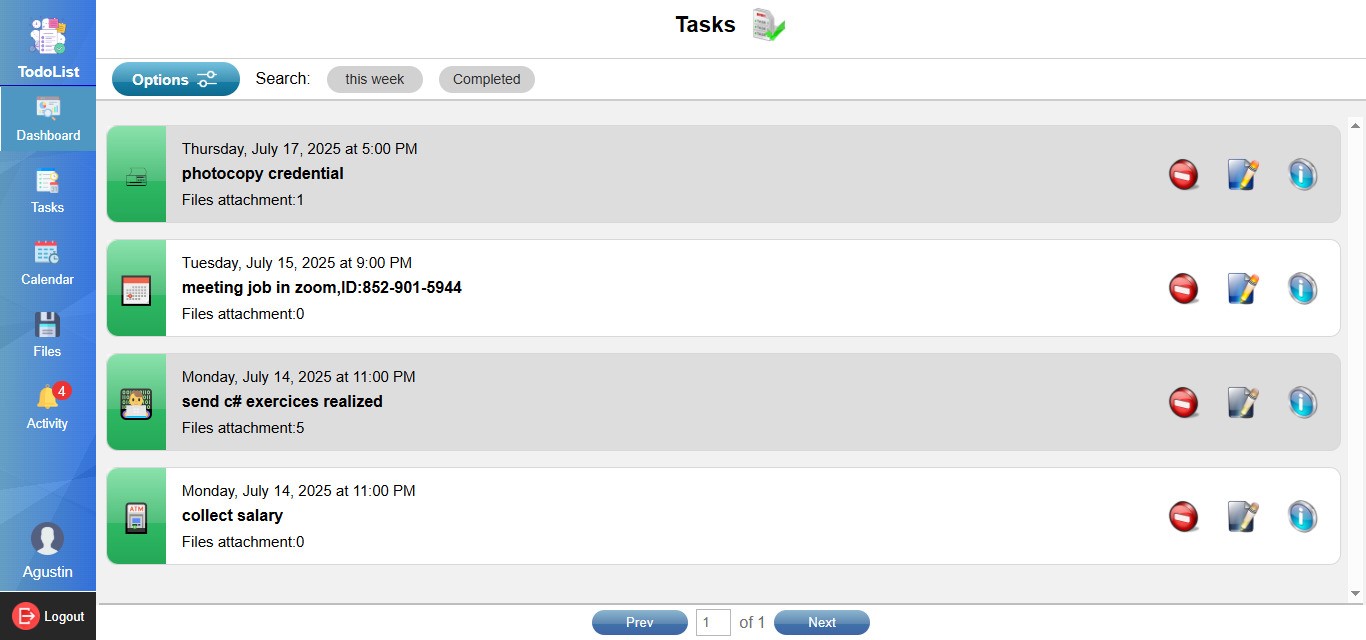 Tasks
TodoList
Options
Search:
this week
Completed
Dashboard
Tasks
Calendar
Files
4
Activity
Agustin
Logout
Thursday, July 17, 2025 at 5:00 PM
photocopy credential
Files attachment:1
Tuesday, July 15, 2025 at 9:00 PM
meeting job in zoom,ID:852-901-5944
Files attachment:0
Monday, July 14, 2025 at 11:00 PM
send c# exercices realized
Files attachment:5
Monday, July 14, 2025 at 11:00 PM
ATM
collect salary
Files attachment:0
Prev
1
of 1
Next